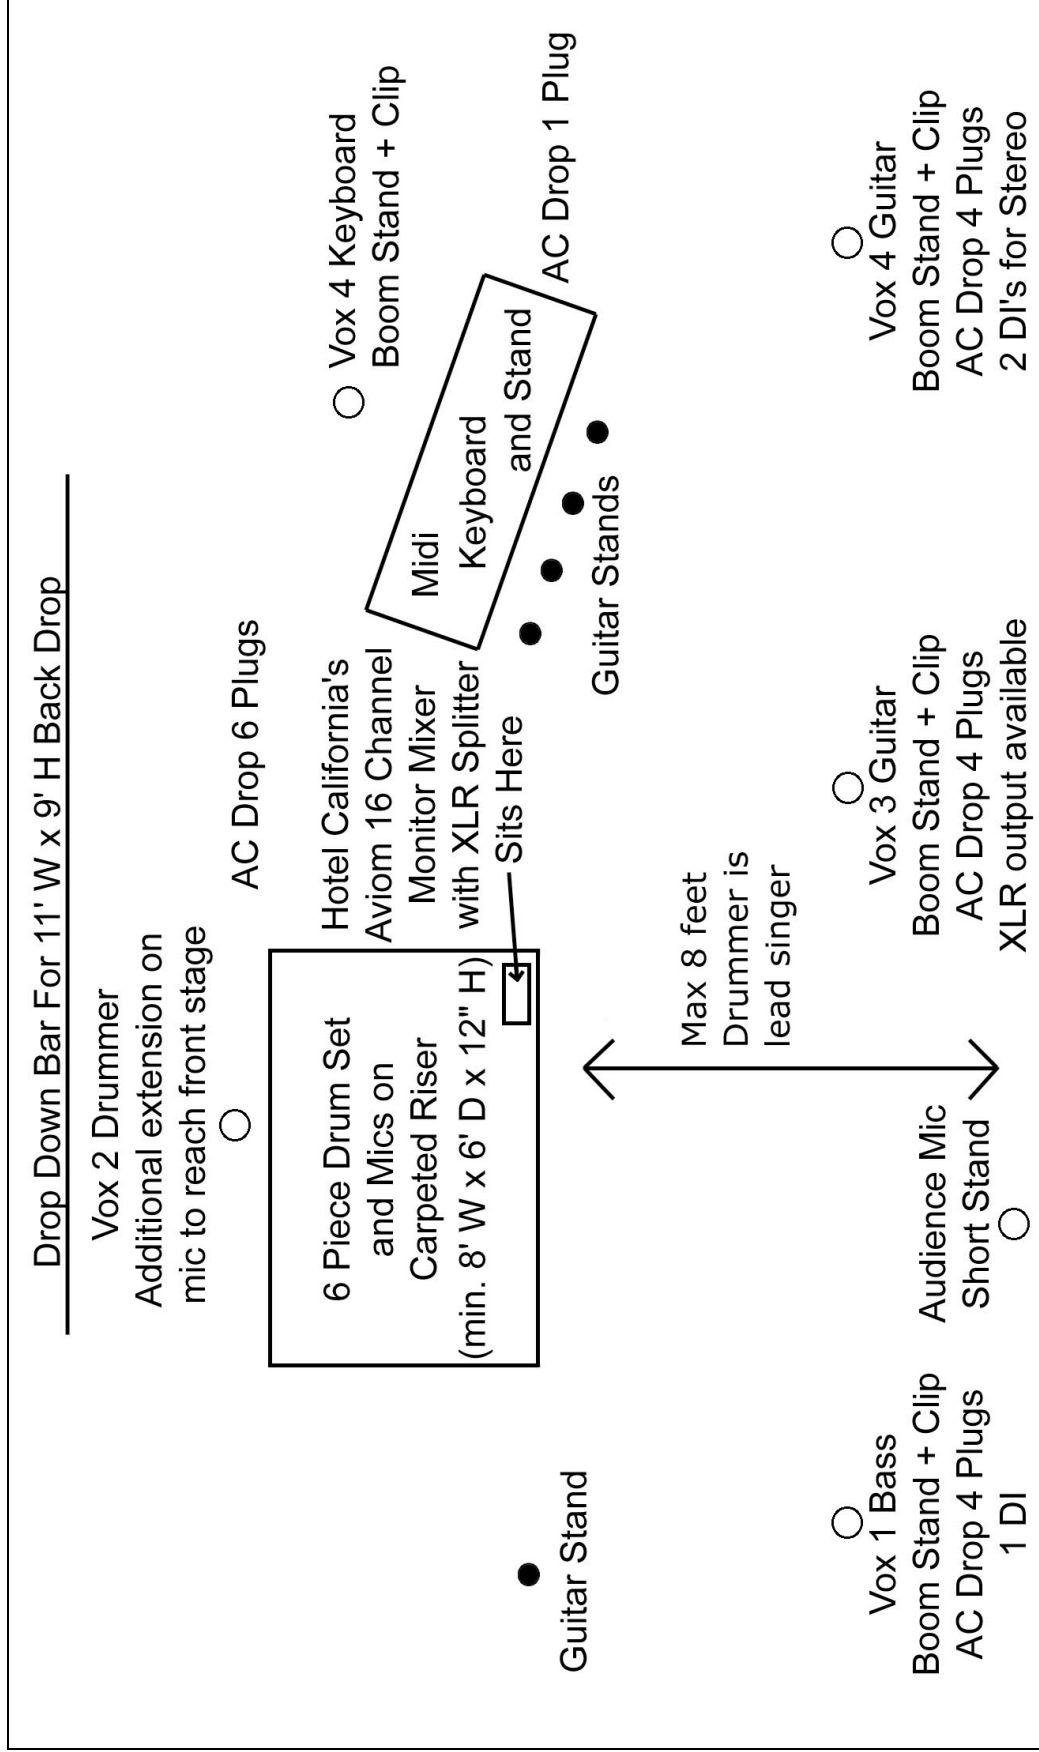 Drop Down Bar For 11' W x 9' H Back Drop
Vox 2 Drummer
Additional extension on
mic to reach front stage
AC Drop 6 Plugs
6 Piece Drum Set
and Mics on
Carpeted Riser
(min. 8' W x 6' D x 12" H)
Hotel California's
Aviom 16 Channel
Monitor Mixer
with XLR Splitter
Sits Here
Vox 4 Keyboard
Boom Stand + Clip
Midi
Keyboard
and Stand
AC Drop 1 Plug
Guitar Stand
Guitar Stands
Max 8 feet
Drummer is
lead singer
Vox 1 Bass
Boom Stand + Clip
AC Drop 4 Plugs
1 DI
Audience Mic
Short Stand
Vox 3 Guitar
Boom Stand + Clip
AC Drop 4 Plugs
XLR output available
Vox 4 Guitar
Boom Stand + Clip
AC Drop 4 Plugs
2 DI's for Stereo